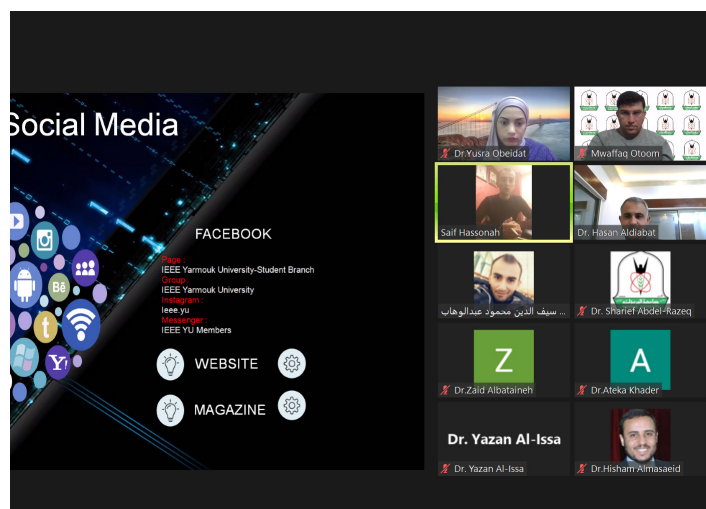 Social Media
FACEBOOK
Page :
IEEE Yarmouk University-Student Branch
Group :
IEEE Yarmouk University
Instagram :
Ieee.yu
Messenger :
IEEE YU Members
WEBSITE
MAGAZINE
Bē
t
Y!
Dr.Yusra Obeidat
Mwaffaq Otoom
Saif Hassonah
Dr. Hasan Aldiabat
سيف الدين محمود عبدالوهاب ...
Dr. Sharief Abdel-Razeq
Z
Dr.Zaid Albataineh
A
Dr.Ateka Khader
Dr. Yazan Al-Issa
Dr. Yazan Al-Issa
Dr.Hisham Almasaeid